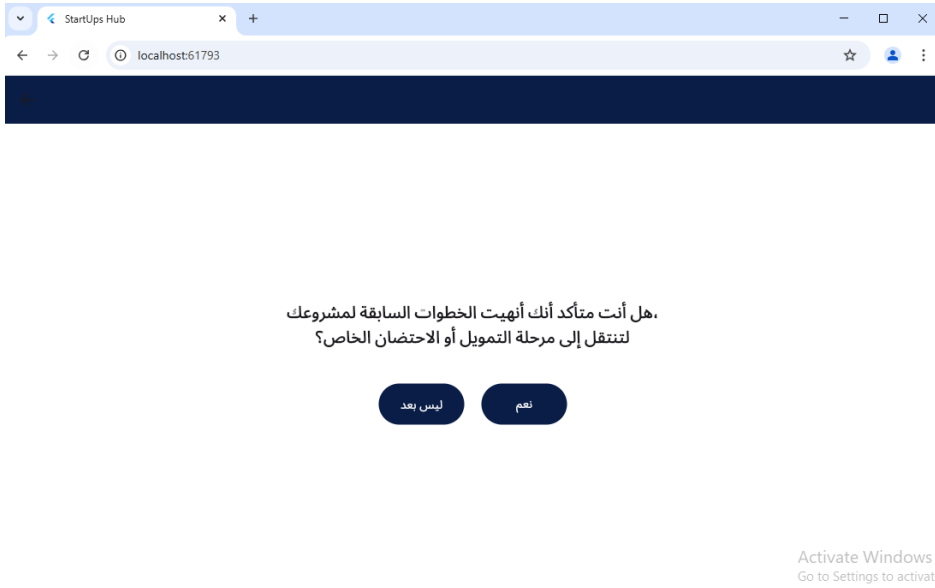 StartUps Hub
localhost:61793
هل أنت متأكد أنك أنهيت الخطوات السابقة لمشروعك،
لتنتقل إلى مرحلة التمويل أو الاحتضان الخاص؟
نعم
ليس بعد
Activate Windows
Go to Settings to activat